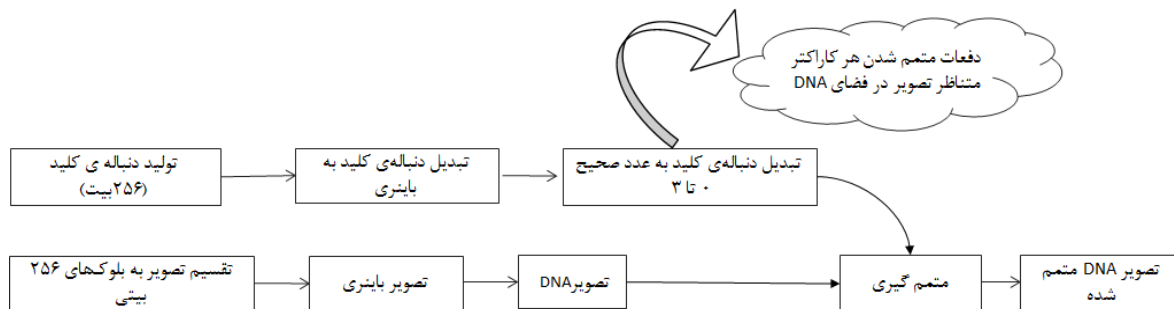 دفعات متمم شدن هر کاراکتر
متناظر تصویر در فضای DNA
تولید دنباله ی کلید
(۲۵۶بیت)
تبدیل دنباله‌ی کلید به
باینری
تبدیل دنباله‌ی کلید به عدد صحیح
۰ تا ۳
تقسیم تصویر به بلوک‌های ۲۵۶
بیتی
تصویر باینری
تصویرDNA
متمم گیری
تصویر DNA متمم
شده